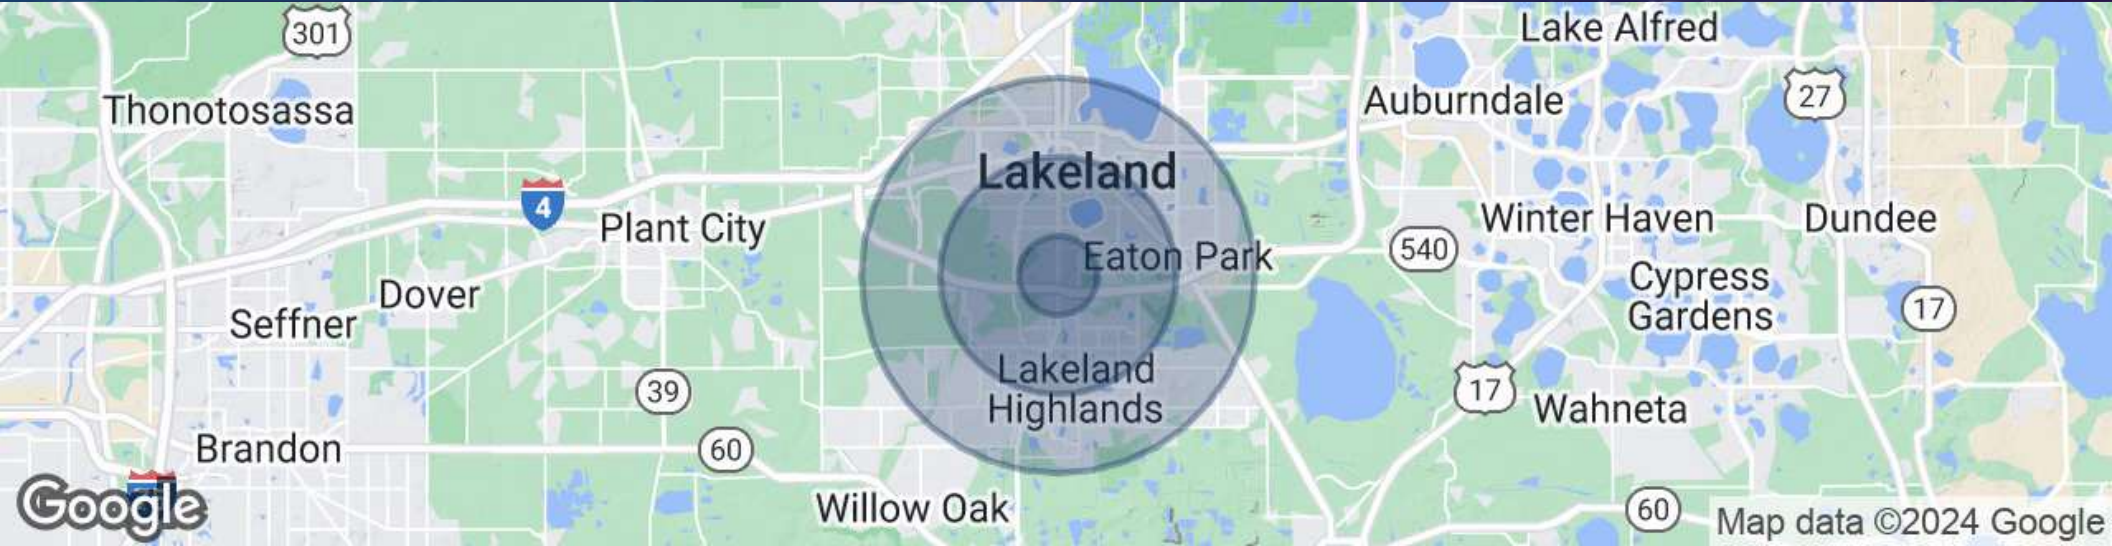 301
Lake Alfred
Thonotosassa
Auburndale
27
Lakeland
4
Plant City
Winter Haven
Dundee
Eaton Park
540
Cypress
Gardens
Dover
17
Seffner
Lakeland
Highlands
39
17
Wahneta
Brandon
60
Willow Oak
60
Google
Map data ©2024 Google